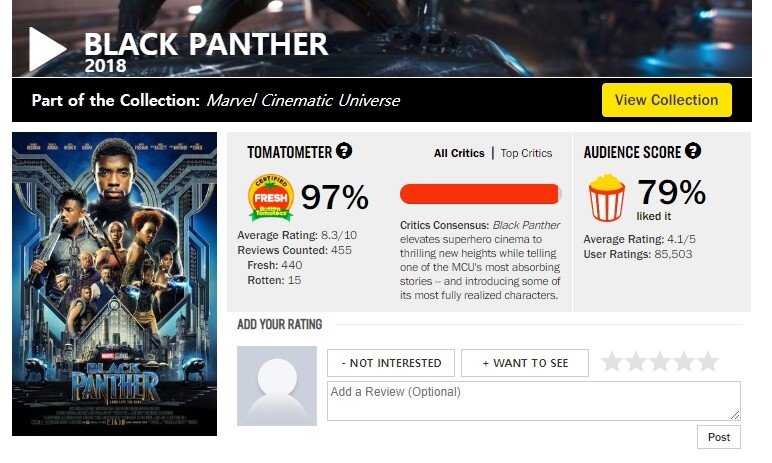 BLACK PANTHER
2018
Part of the Collection: Marvel Cinematic Universe
View Collection
TOMATOMETER ?
All Critics | Top Critics
AUDIENCE SCORE ?
CERTIFIED
FRESH
Rotten
Tomatoes
97%
79%
liked it
Average Rating: 8.3/10
Reviews Counted: 455
Fresh: 440
Rotten: 15
Critics Consensus: Black Panther
elevates superhero cinema to
thrilling new heights while telling
one of the MCU's most absorbing
stories – and introducing some of
its most fully realized characters.
Average Rating: 4.1/5
User Ratings: 85,503
MARVEL STUDIOS
BLACK
PANTHER
LONG LIVE THE KING
2.16.18
ADD YOUR RATING
- NOT INTERESTED
+ WANT TO SEE
Add a Review (Optional)
Post